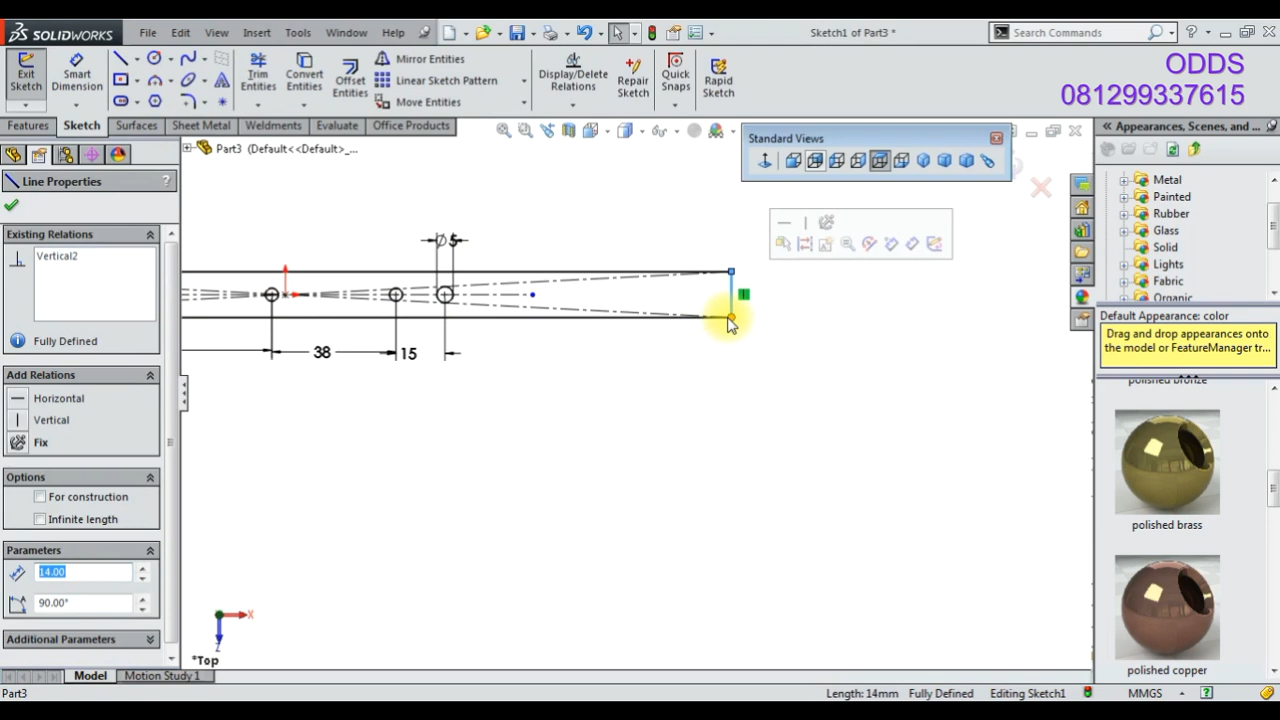 SOLIDWORKS
File Edit View Insert Tools Window Help
Sketch1 of Part3 *
Search Commands
ODDS
081299337615
Exit Sketch
Smart Dimension
Trim Entities
Convert Entities
Offset Entities
Mirror Entities
Linear Sketch Pattern
Move Entities
Display/Delete Relations
Repair Sketch
Quick Snaps
Rapid Sketch
Features Sketch Surfaces Sheet Metal Weldments Evaluate Office Products
Part3 (Default<<Default>_...
Standard Views
Appearances, Scenes, and ...
Line Properties ?
Existing Relations
Vertical2
Fully Defined
Add Relations
Horizontal
Vertical
Fix
Options
For construction
Infinite length
Parameters
14.00
90.00°
Additional Parameters
∅ 5
38
15
X
Z
*Top
Metal
Painted
Rubber
Glass
Solid
Lights
Fabric
Organic
Default Appearance: color
Drag and drop appearances onto
the model or FeatureManager tr...
polished bronze
polished brass
polished copper
Model Motion Study 1
Part3
Length: 14mm Fully Defined Editing Sketch1 MMGS